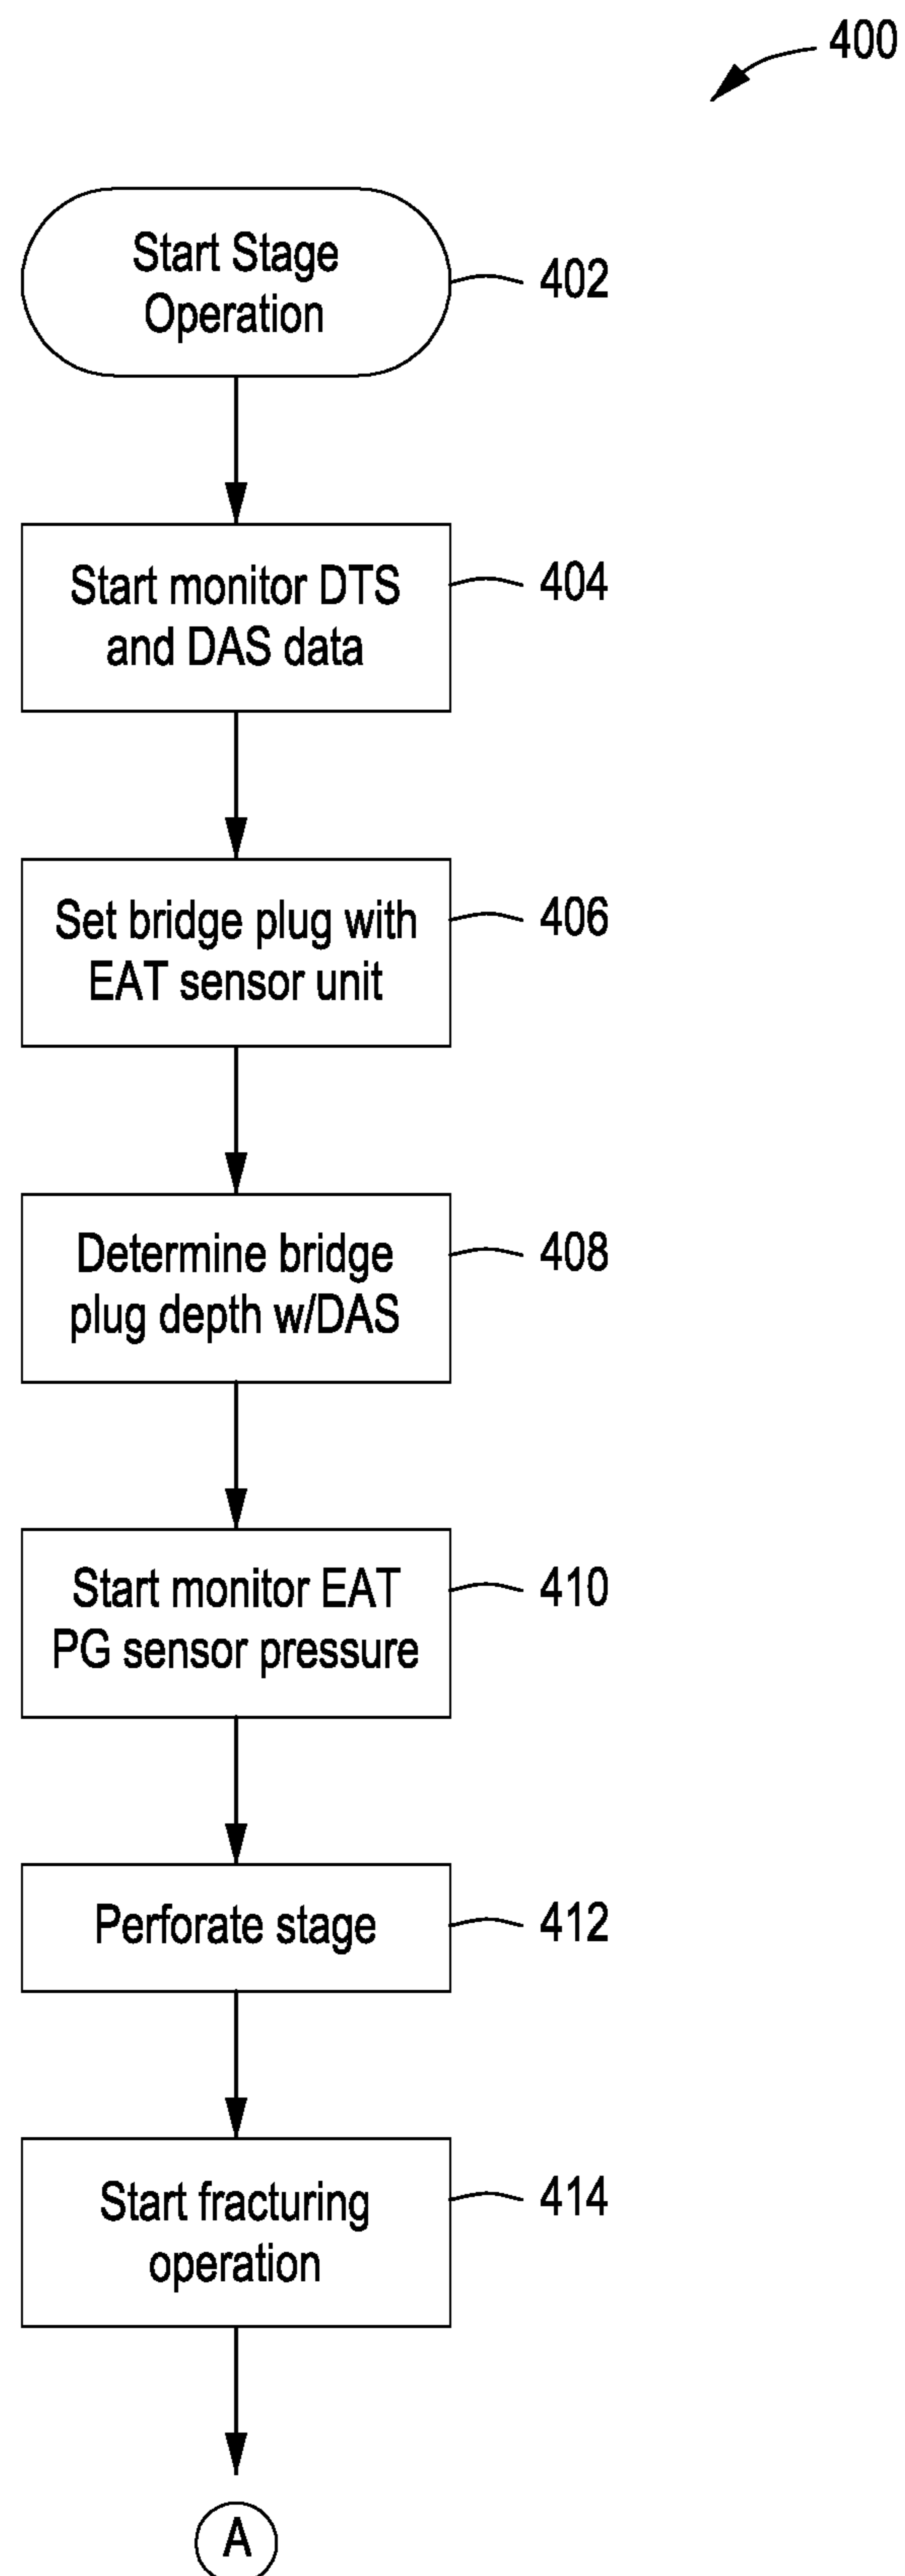 400
Start Stage
Operation
402
Start monitor DTS
and DAS data
404
Set bridge plug with
EAT sensor unit
406
Determine bridge
plug depth w/DAS
408
Start monitor EAT
PG sensor pressure
410
Perforate stage
412
Start fracturing
operation
414
A